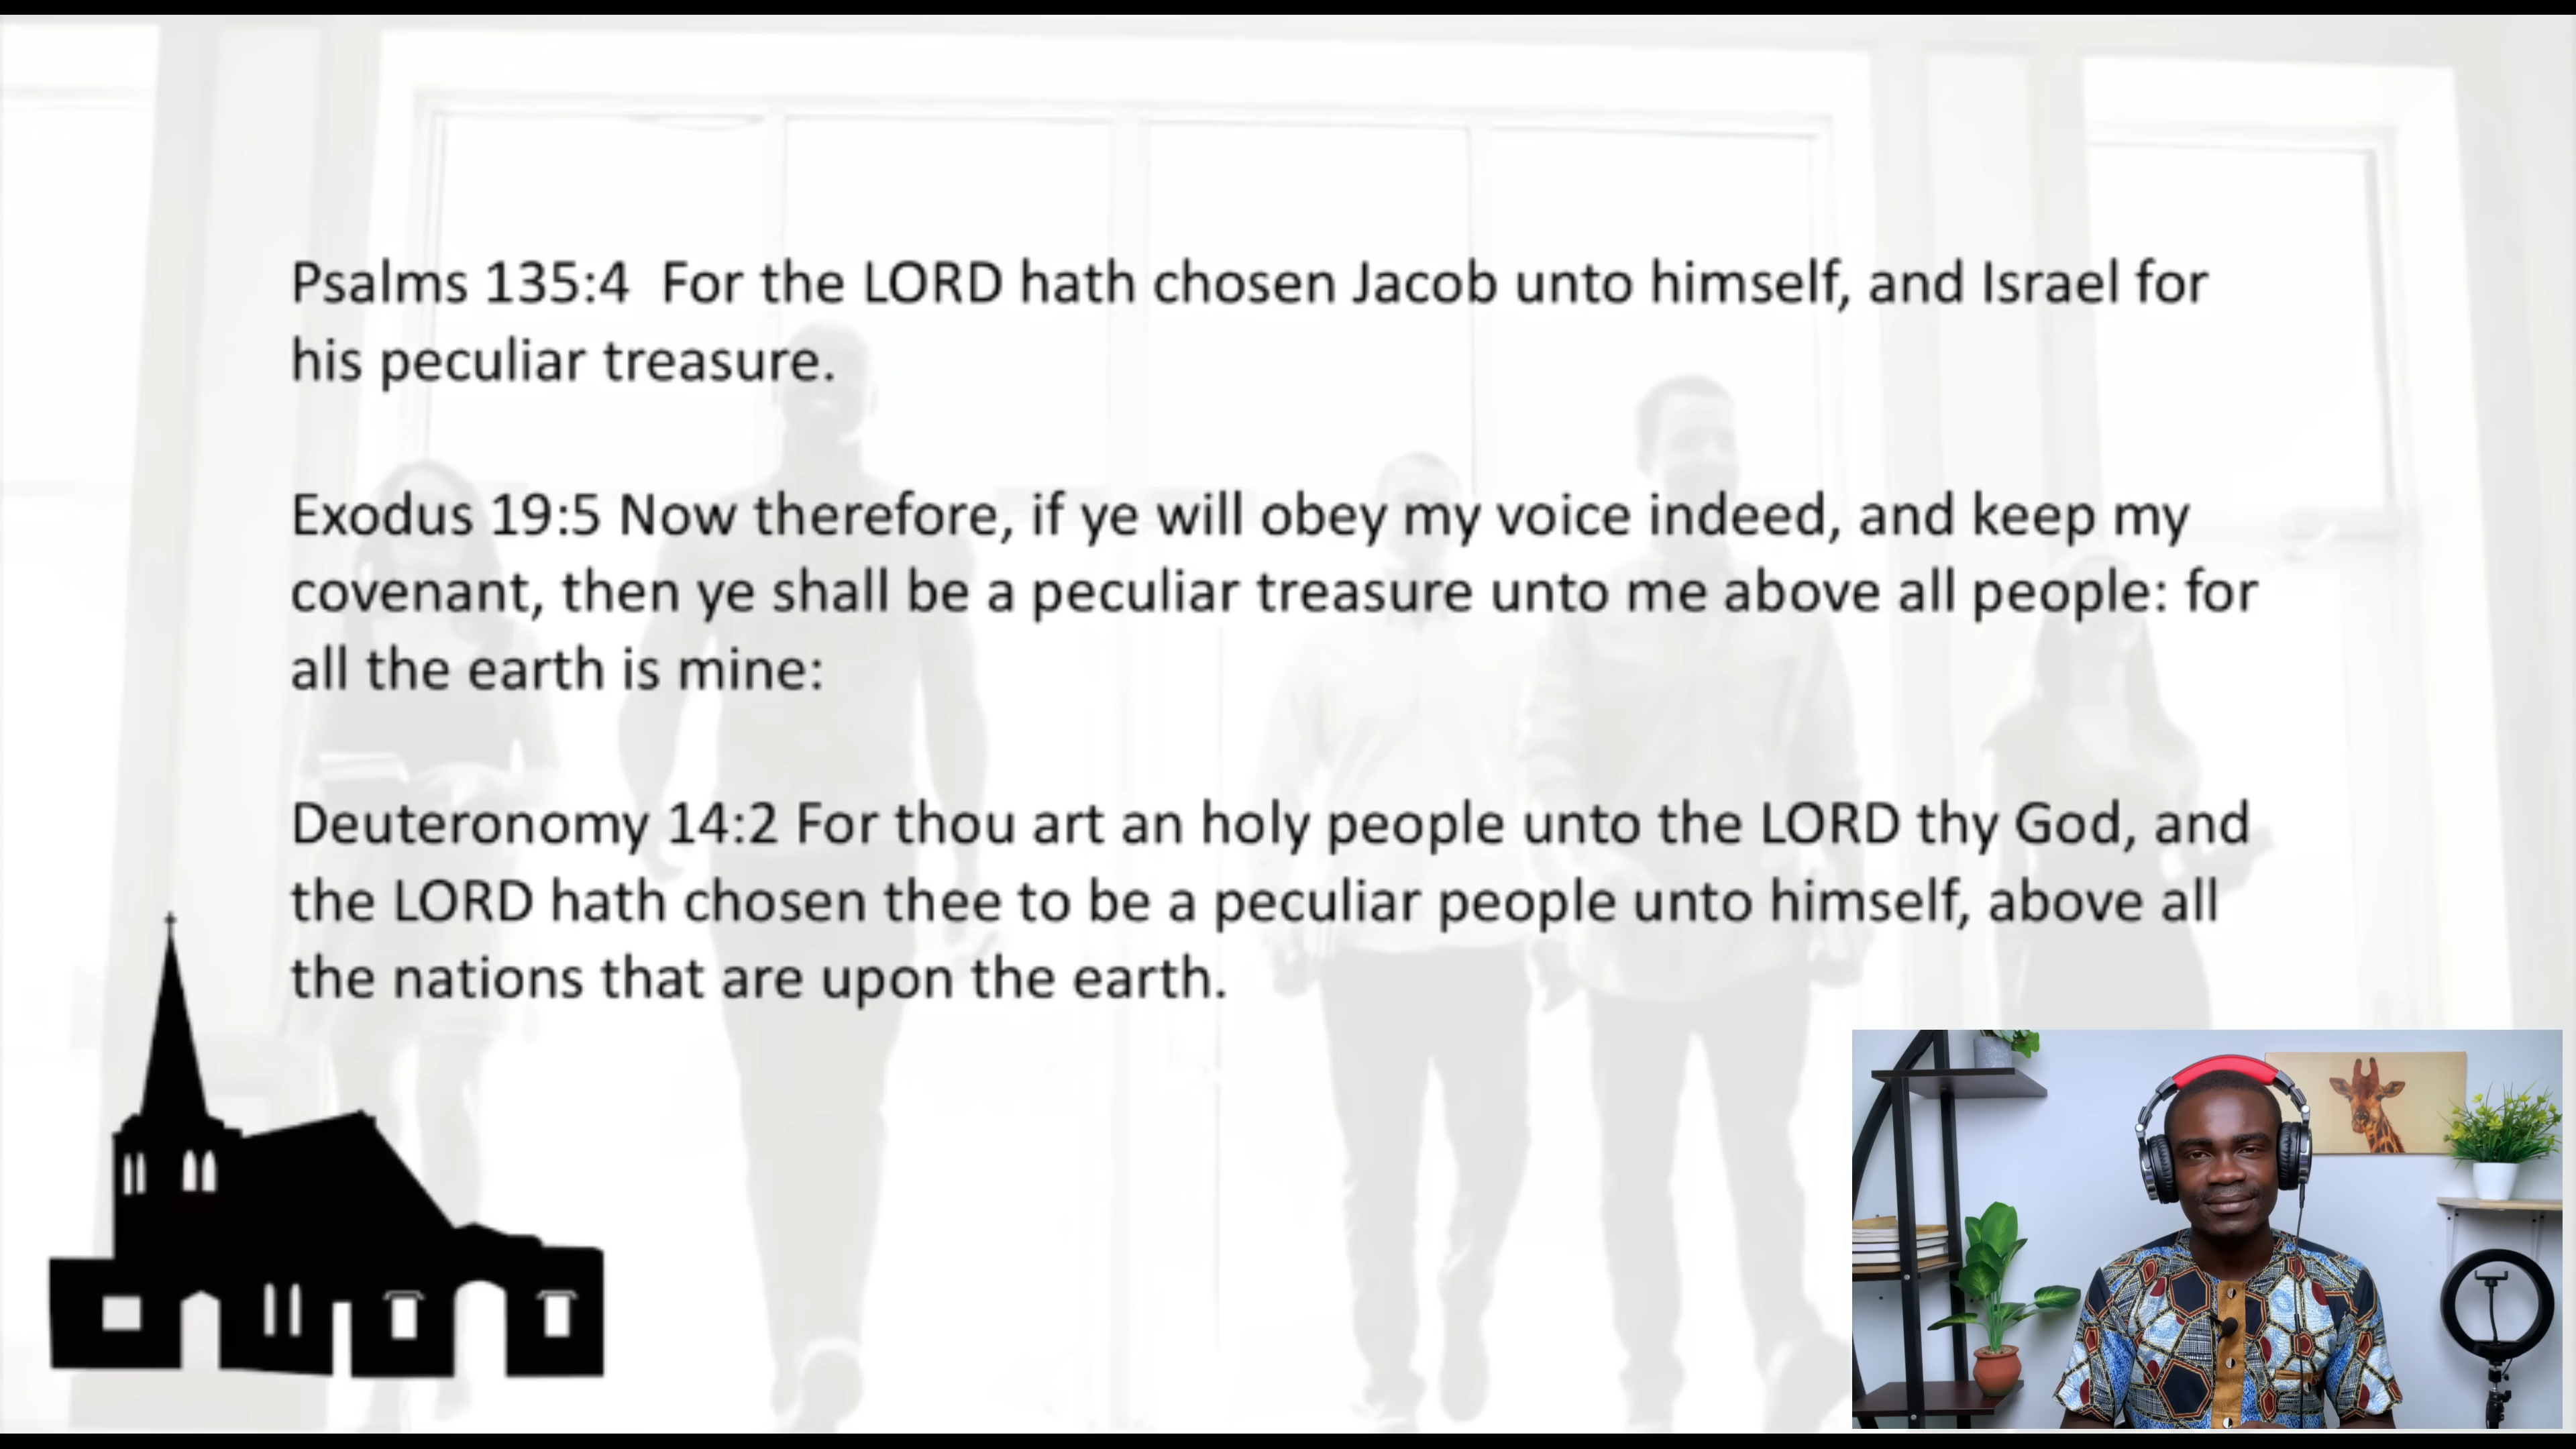 Psalms 135:4  For the LORD hath chosen Jacob unto himself, and Israel for
his peculiar treasure.
Exodus 19:5 Now therefore, if ye will obey my voice indeed, and keep my
covenant, then ye shall be a peculiar treasure unto me above all people: for
all the earth is mine:
Deuteronomy 14:2 For thou art an holy people unto the LORD thy God, and
the LORD hath chosen thee to be a peculiar people unto himself, above all
the nations that are upon the earth.